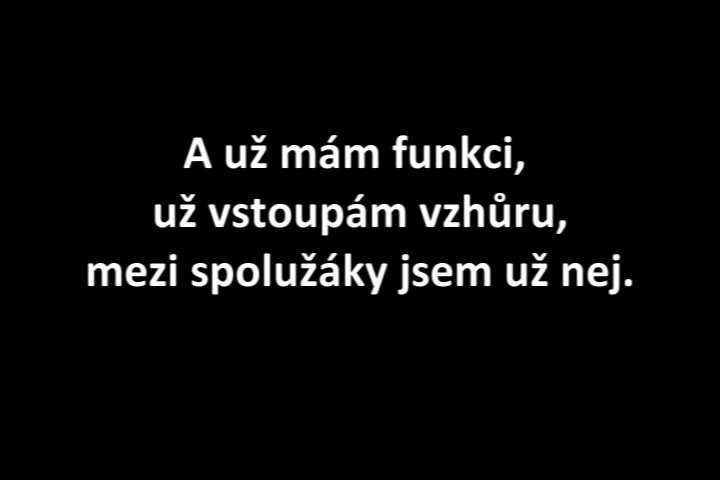 A už mám funkci,
už vstoupám vzhůru,
mezi spolužáky jsem už nej.